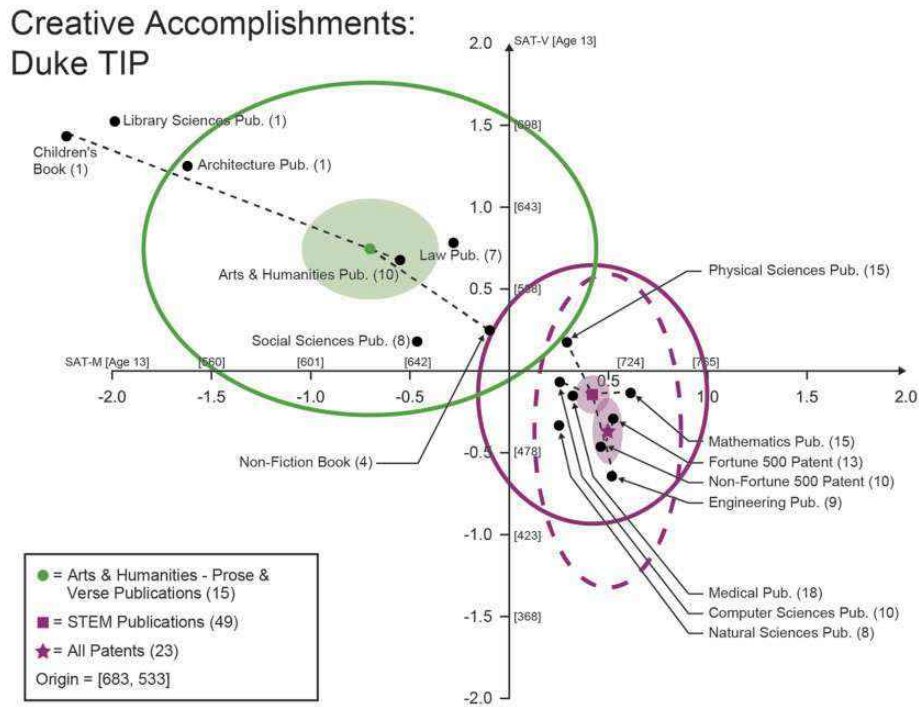 Creative Accomplishments:
Duke TIP
SAT-V [Age 13]
2.0
1.5
[698]
1.0
[643]
0.5
[588]
Library Sciences Pub. (1)
Children's
Book (1)
Architecture Pub. (1)
Law Pub. (7)
Arts & Humanities Pub. (10)
Physical Sciences Pub. (15)
Social Sciences Pub. (8)
SAT-M [Age 13]
[560]
[601]
[642]
[724]
[765]
-2.0
-1.5
-1.0
-0.5
0.5
1.0
1.5
2.0
Non-Fiction Book (4)
-0.5
[478]
-1.0
[423]
-1.5
[368]
-2.0
Mathematics Pub. (15)
Fortune 500 Patent (13)
Non-Fortune 500 Patent (10)
Engineering Pub. (9)
Medical Pub. (18)
Computer Sciences Pub. (10)
Natural Sciences Pub. (8)
= Arts & Humanities - Prose &
Verse Publications (15)
= STEM Publications (49)
= All Patents (23)
Origin = [683, 533]